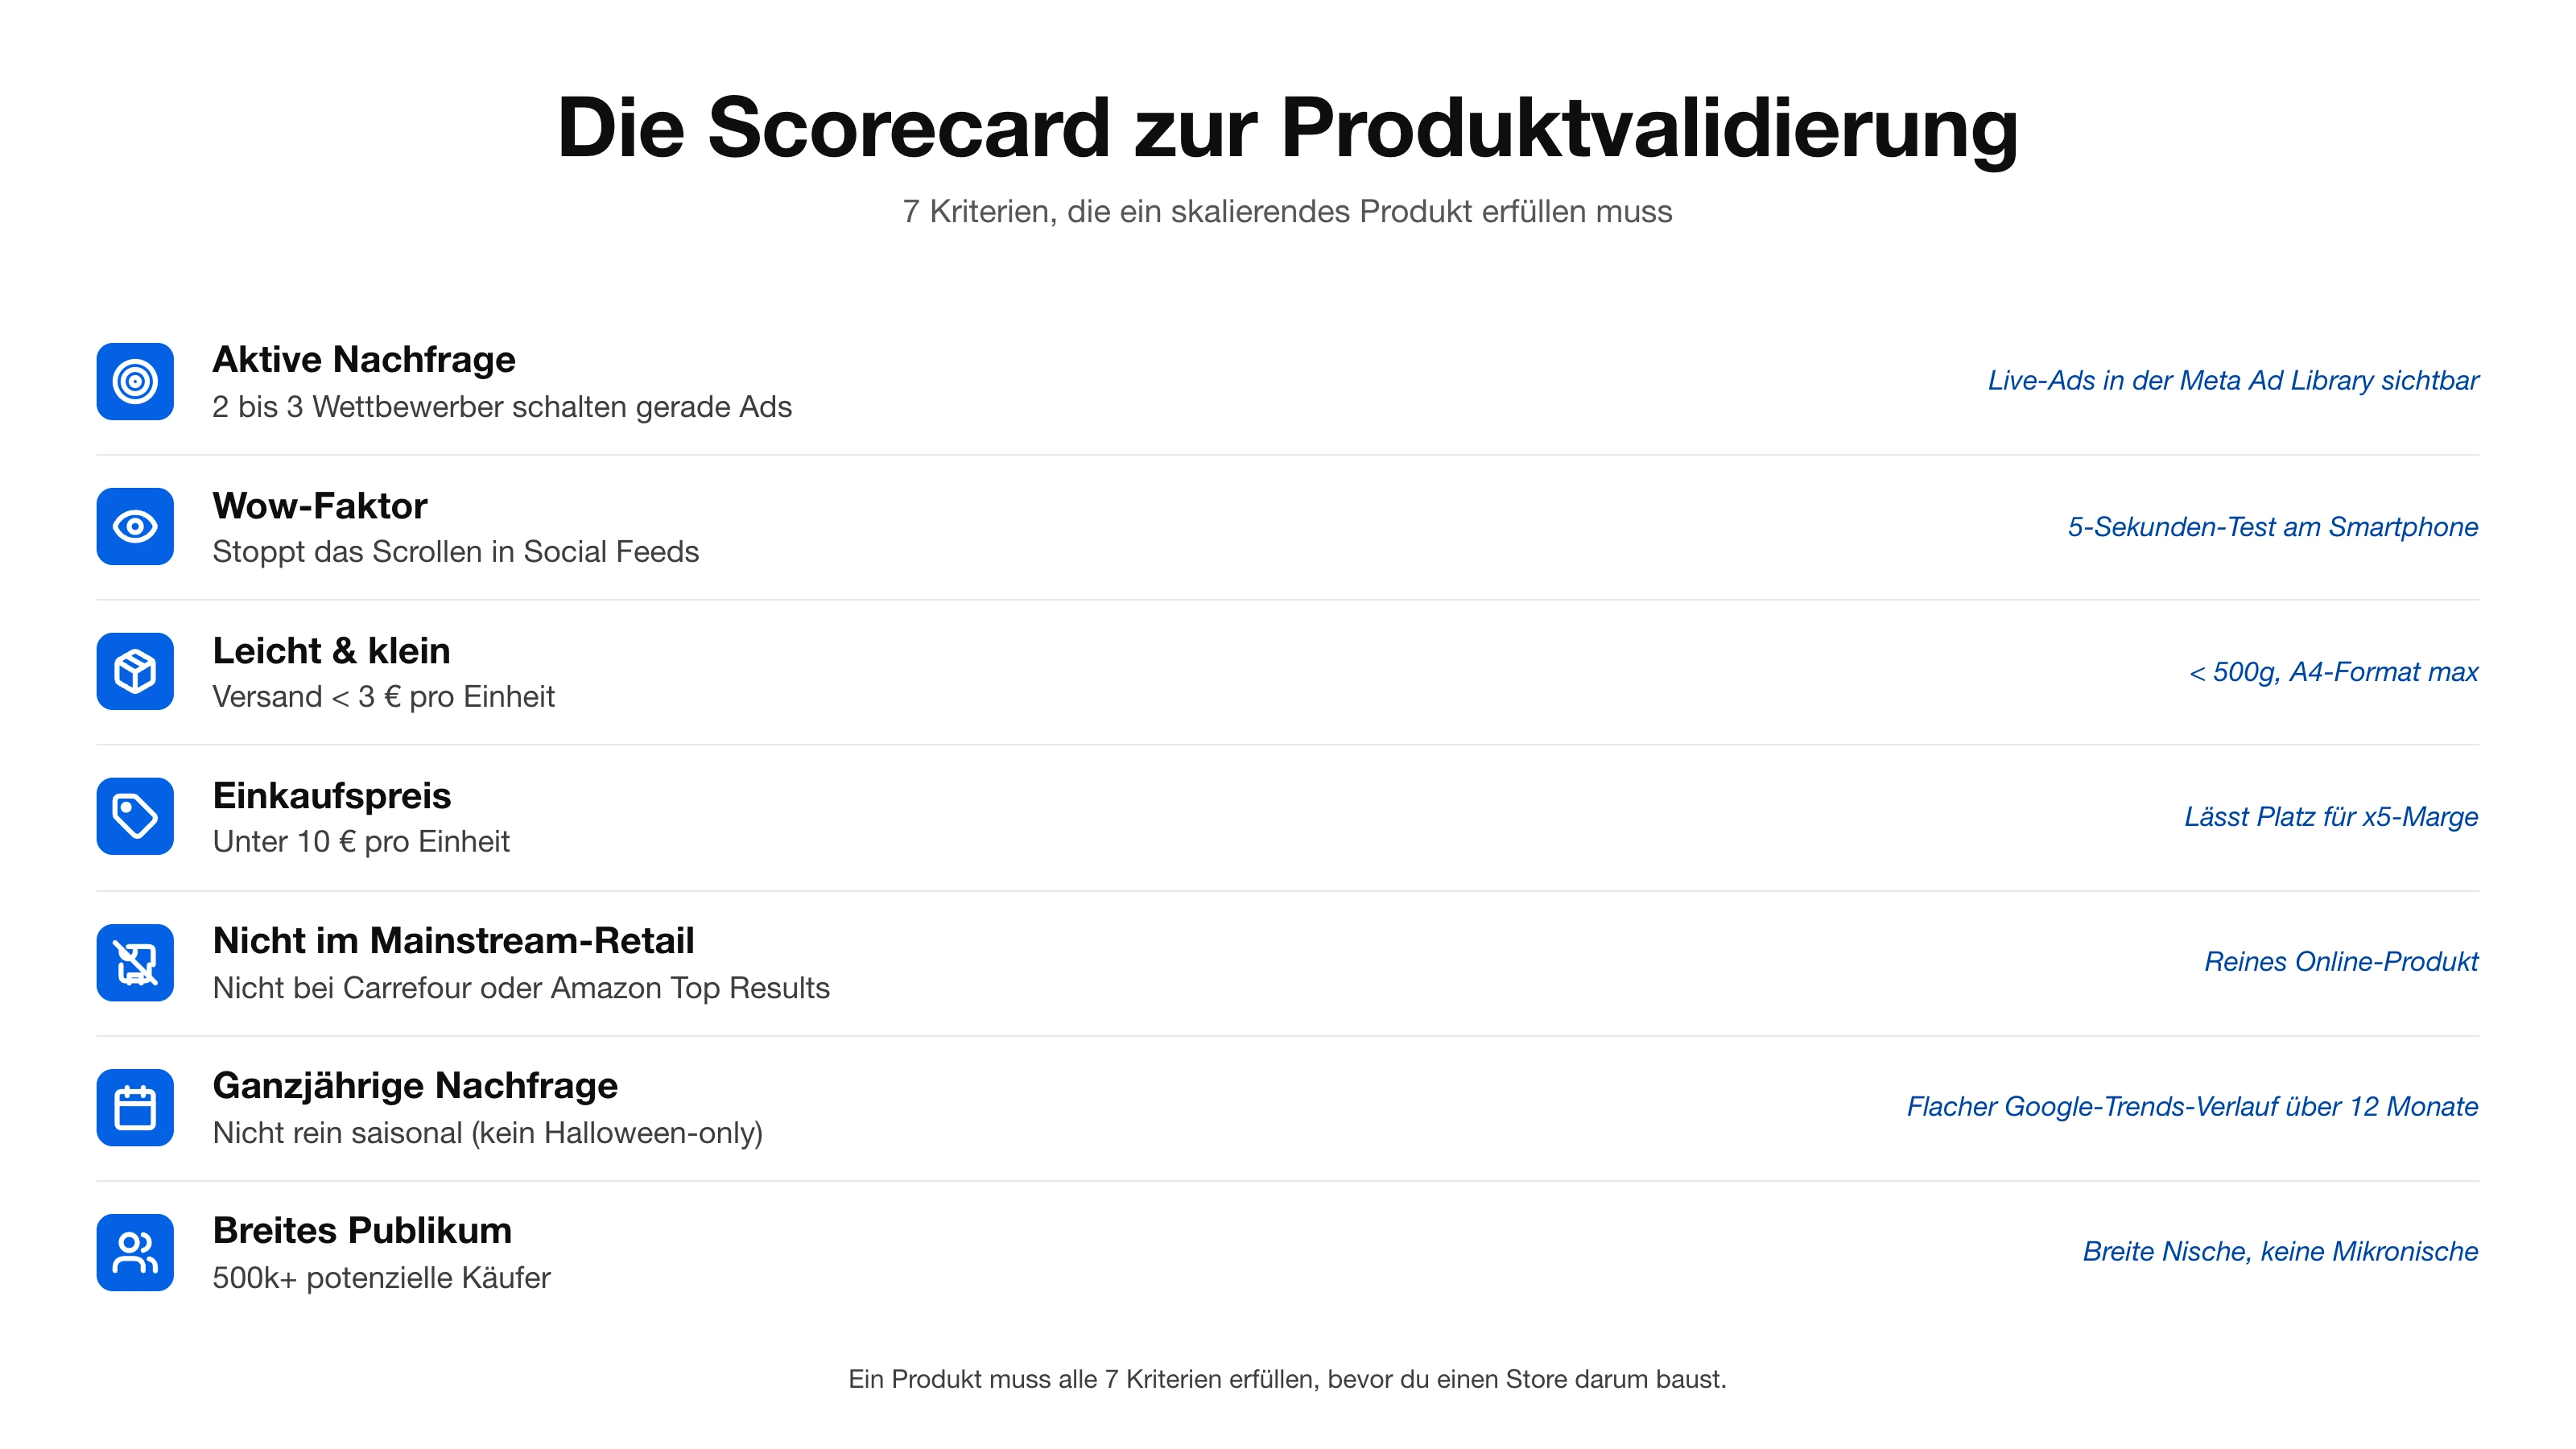 Die Scorecard zur Produktvalidierung
7 Kriterien, die ein skalierendes Produkt erfüllen muss
Aktive Nachfrage
2 bis 3 Wettbewerber schalten gerade Ads
Live-Ads in der Meta Ad Library sichtbar
Wow-Faktor
Stoppt das Scrollen in Social Feeds
5-Sekunden-Test am Smartphone
Leicht & klein
Versand < 3 € pro Einheit
< 500g, A4-Format max
Einkaufspreis
Unter 10 € pro Einheit
Lässt Platz für x5-Marge
Nicht im Mainstream-Retail
Nicht bei Carrefour oder Amazon Top Results
Reines Online-Produkt
Ganzjährige Nachfrage
Nicht rein saisonal (kein Halloween-only)
Flacher Google-Trends-Verlauf über 12 Monate
Breites Publikum
500k+ potenzielle Käufer
Breite Nische, keine Mikronische
Ein Produkt muss alle 7 Kriterien erfüllen, bevor du einen Store darum baust.